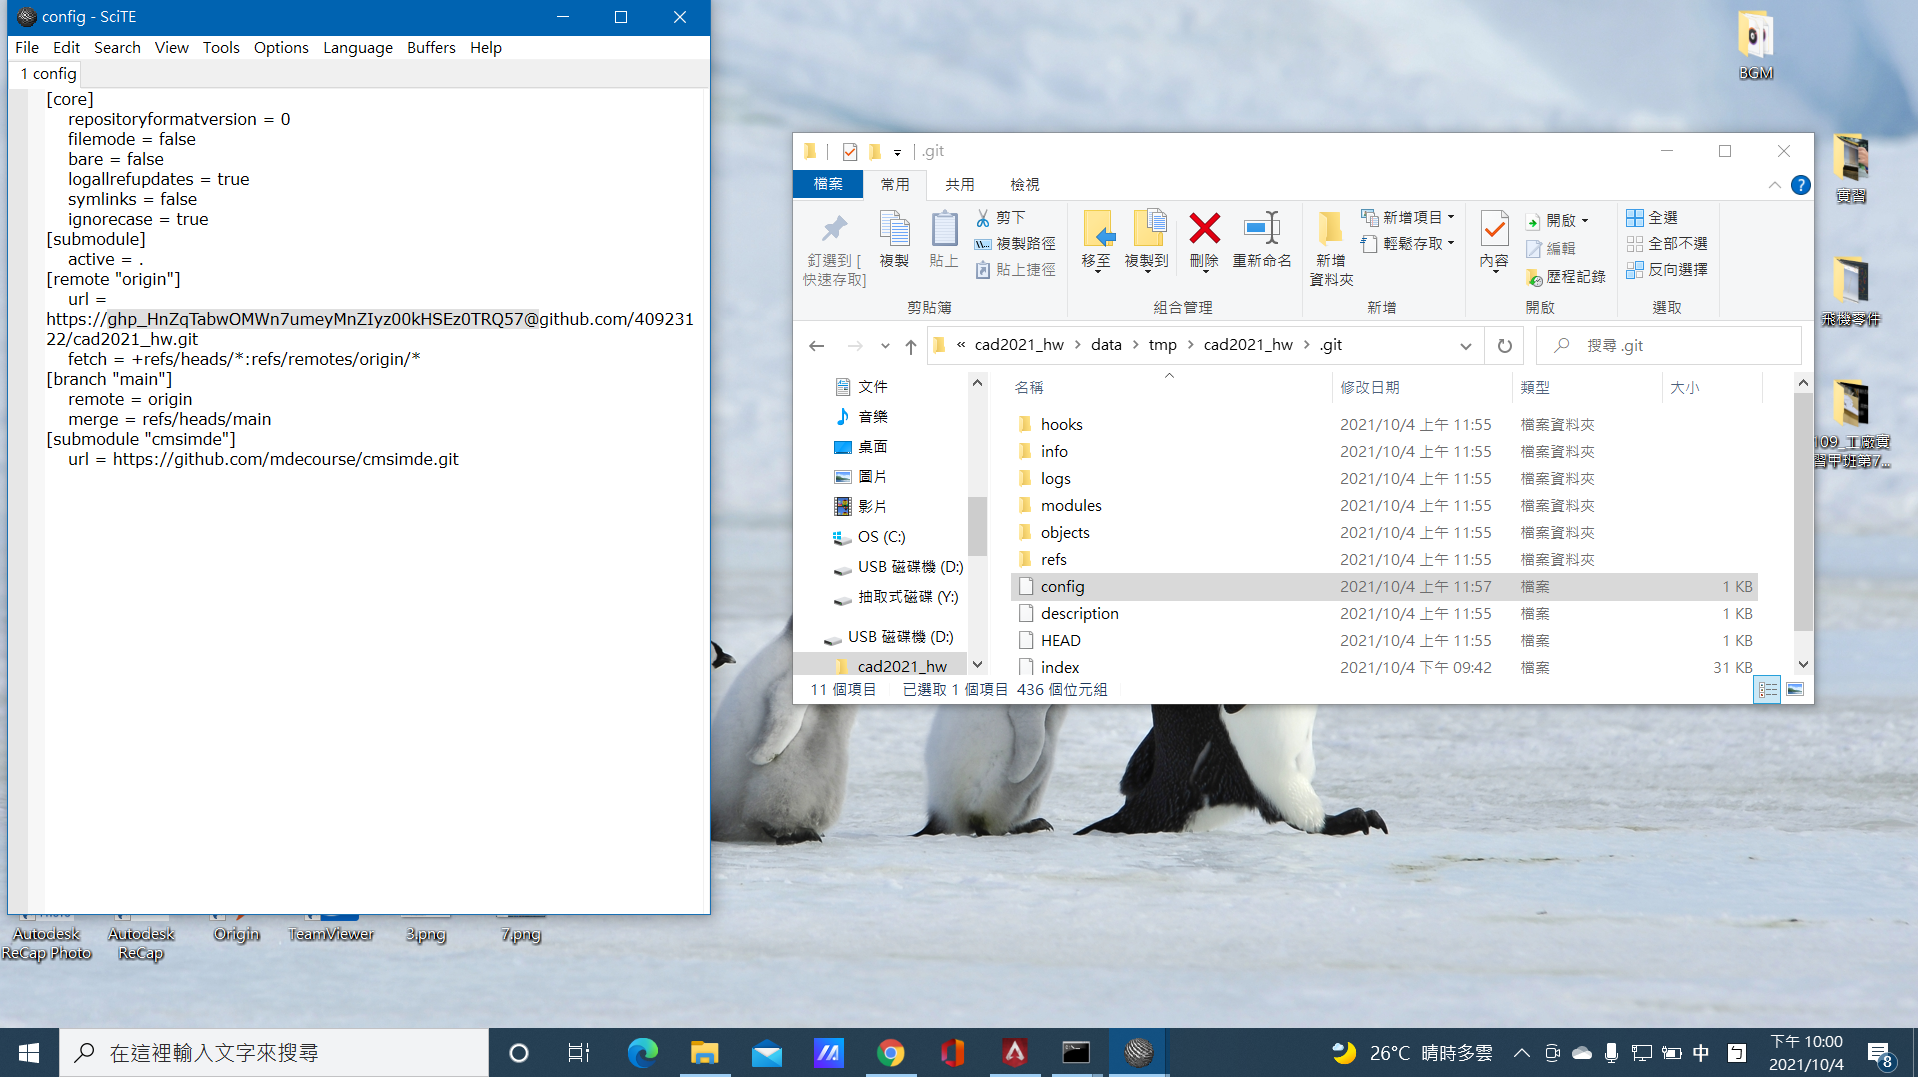 config - SciTE
File Edit Search View Tools Options Language Buffers Help
1 config
[core]
repositoryformatversion = 0
filemode = false
bare = false
logallrefupdates = true
symlinks = false
ignorecase = true
[submodule]
active = .
[remote "origin"]
url =
https://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@github.com/409231
22/cad2021_hw.git
fetch = +refs/heads/*:refs/remotes/origin/*
[branch "main"]
remote = origin
merge = refs/heads/main
[submodule "cmsimde"]
url = https://github.com/mdecourse/cmsimde.git
.git
檔案 常用 共用 檢視
釘選到 [
快速存取]
複製
貼上
剪下
複製路徑
貼上捷徑
剪貼簿
移至
複製到
刪除
重新命名
組合管理
新增
資料夾
新增項目
輕鬆存取
新增
內容
開啟
編輯
歷程記錄
開啟
全選
全部不選
反向選擇
選取
« cad2021_hw › data › tmp › cad2021_hw › .git
搜尋 .git
文件
音樂
桌面
圖片
影片
OS (C:)
USB 磁碟機 (D:)
抽取式磁碟 (Y:)
USB 磁碟機 (D:)
cad2021_hw
名稱 修改日期 類型 大小
hooks 2021/10/4 上午 11:55 檔案資料夾
info 2021/10/4 上午 11:55 檔案資料夾
logs 2021/10/4 上午 11:55 檔案資料夾
modules 2021/10/4 上午 11:55 檔案資料夾
objects 2021/10/4 上午 11:55 檔案資料夾
refs 2021/10/4 上午 11:55 檔案資料夾
config 2021/10/4 上午 11:57 檔案 1 KB
description 2021/10/4 上午 11:55 檔案 1 KB
HEAD 2021/10/4 上午 11:55 檔案 1 KB
index 2021/10/4 下午 09:42 檔案 31 KB
11 個項目 已選取 1 個項目 436 個位元組
BGM
實習
飛機零件
109_工廠實
習甲班第7...
Autodesk
ReCap Photo
Autodesk
ReCap
Origin
TeamViewer
3.png
7.png
在這裡輸入文字來搜尋
26°C 晴時多雲
中
下午 10:00
2021/10/4
8